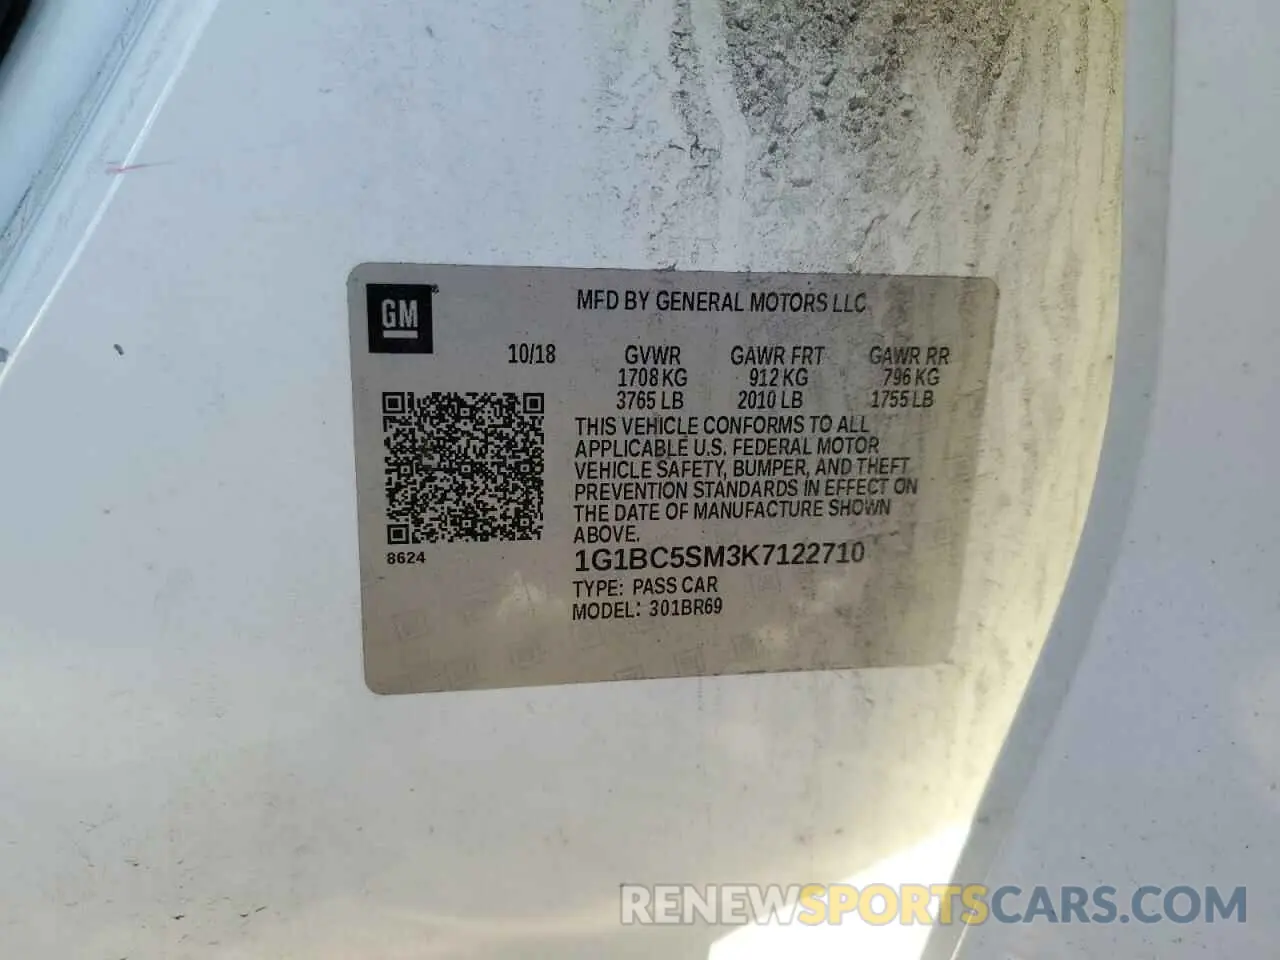 GM®
MFD BY GENERAL MOTORS LLC
10/18 GVWR GAWR FRT GAWR RR
1708 KG 912 KG 796 KG
3765 LB 2010 LB 1755 LB
THIS VEHICLE CONFORMS TO ALL
APPLICABLE U.S. FEDERAL MOTOR
VEHICLE SAFETY, BUMPER, AND THEFT
PREVENTION STANDARDS IN EFFECT ON
THE DATE OF MANUFACTURE SHOWN
ABOVE.
8624
1G1BC5SM3K7122710
TYPE: PASS CAR
MODEL: 301BR69
RENEWSPORTSCARS.COM